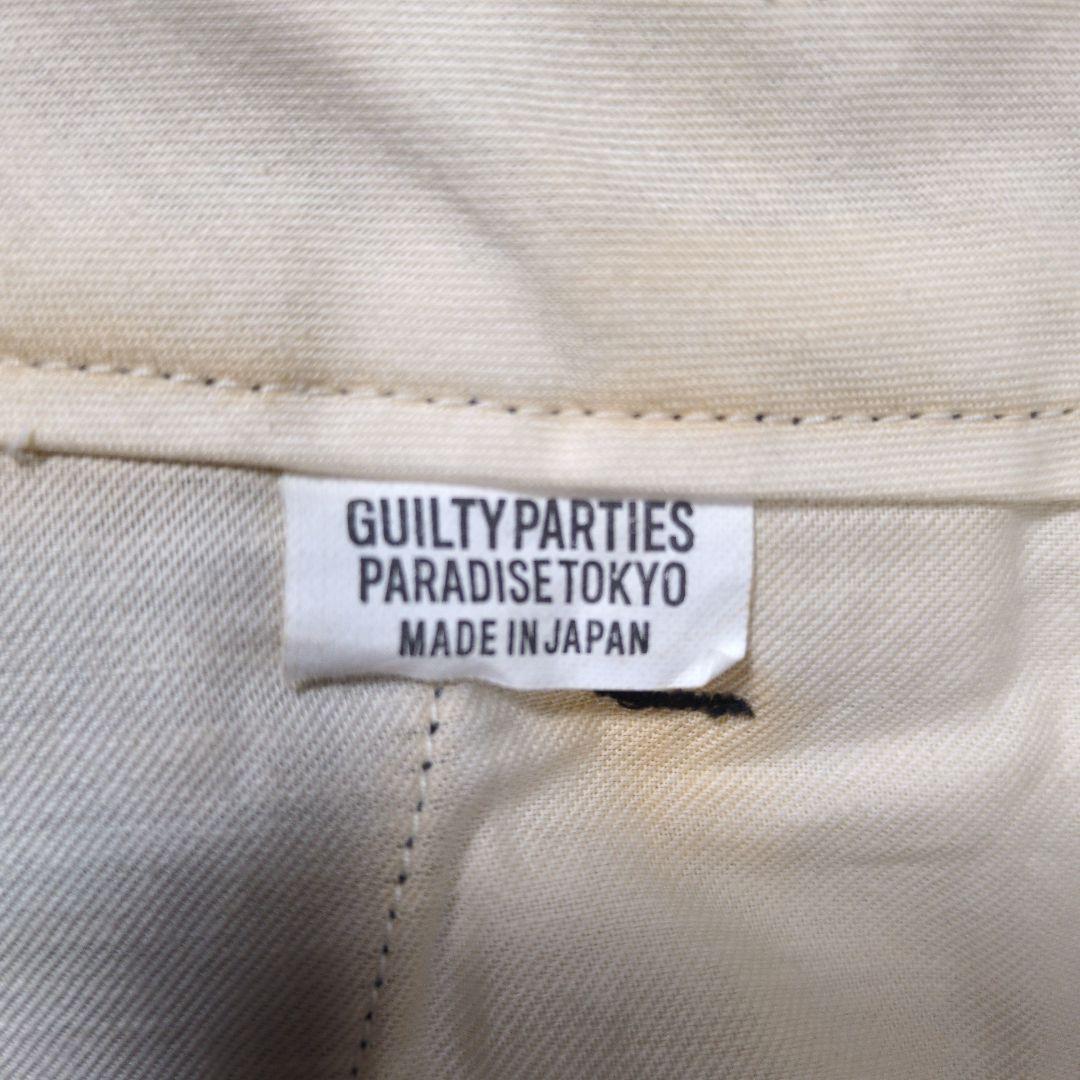 GUILTY PARTIES
PARADISE TOKYO
MADE IN JAPAN